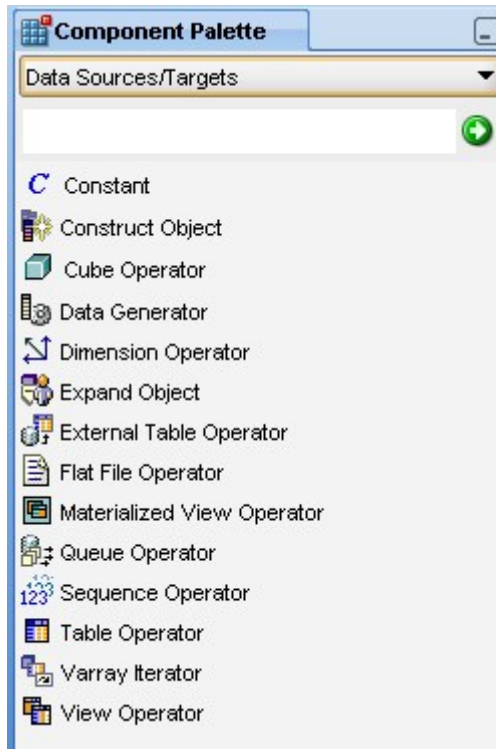 Component Palette
Data Sources/Targets
C Constant
Construct Object
Cube Operator
Data Generator
Dimension Operator
Expand Object
External Table Operator
Flat File Operator
Materialized View Operator
Queue Operator
123 Sequence Operator
Table Operator
Varray Iterator
View Operator